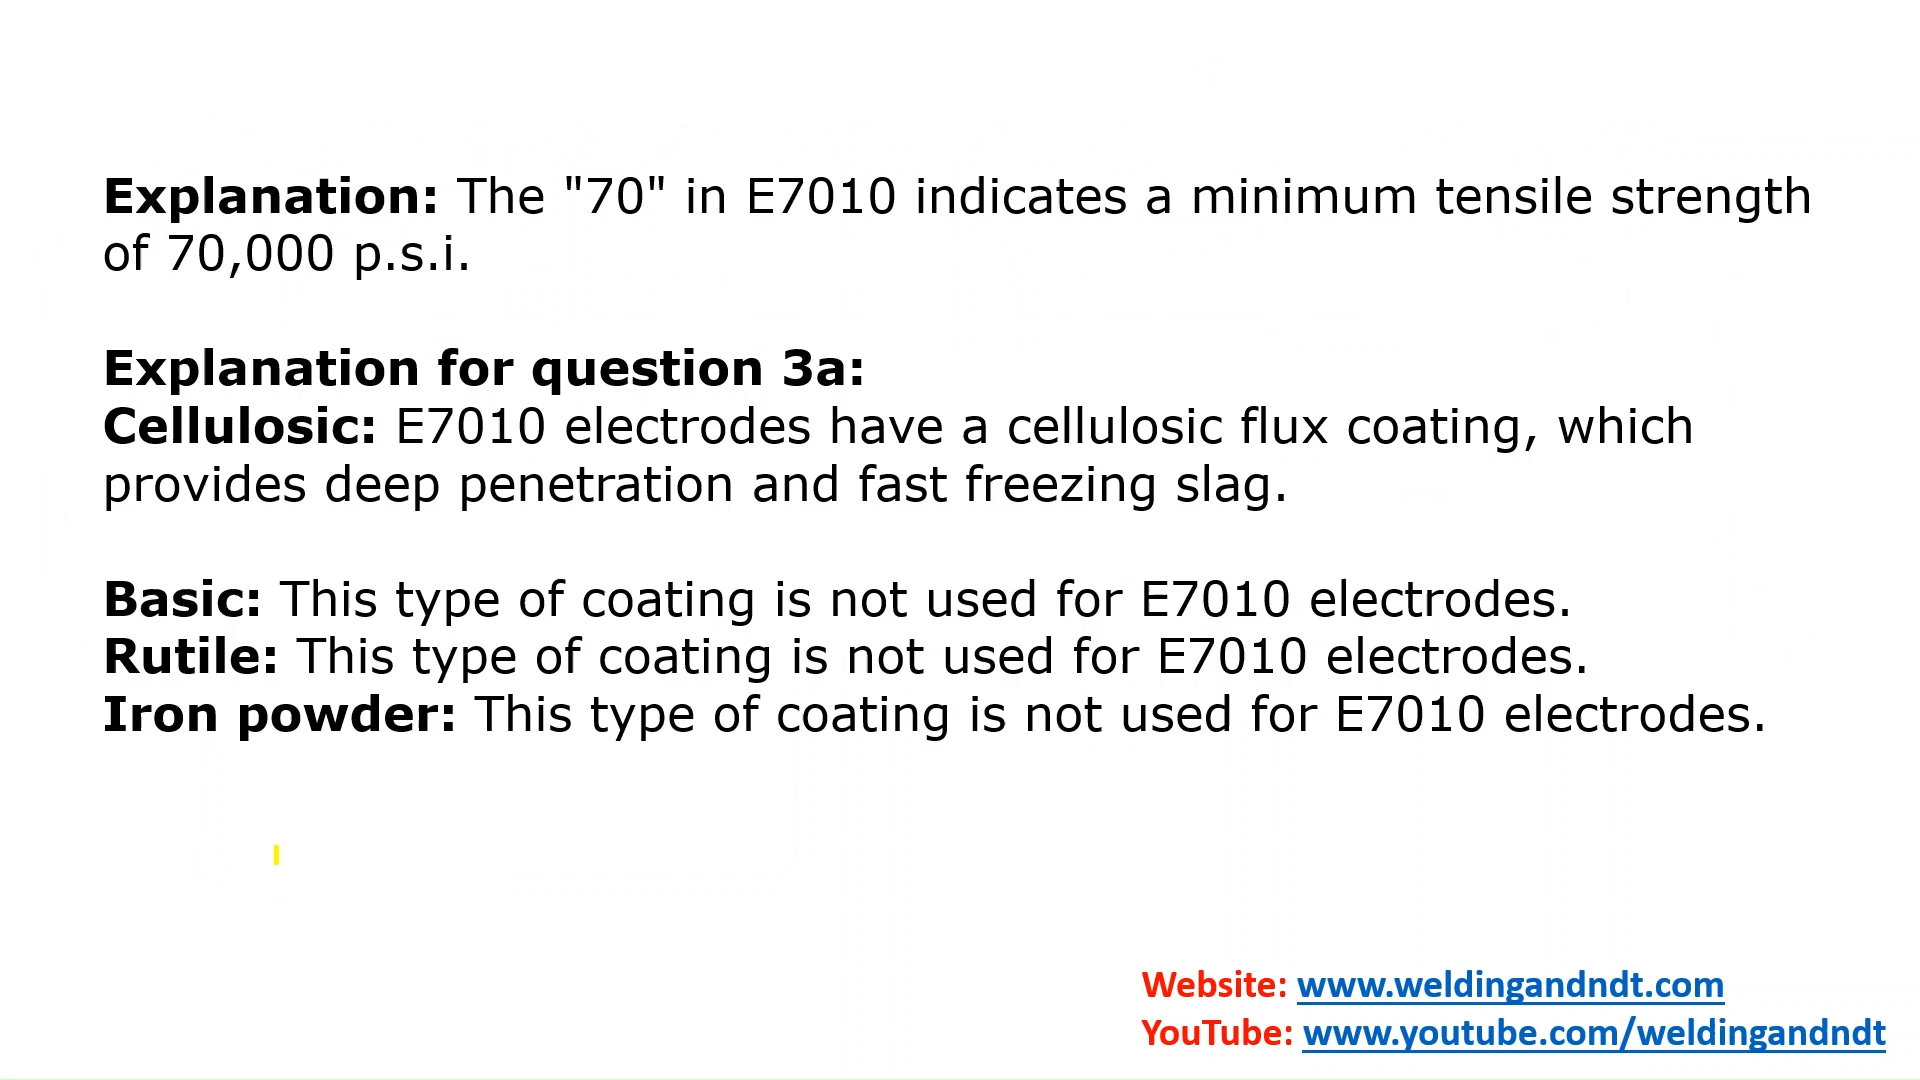 Explanation: The "70" in E7010 indicates a minimum tensile strength
of 70,000 p.s.i.
Explanation for question 3a:
Cellulosic: E7010 electrodes have a cellulosic flux coating, which
provides deep penetration and fast freezing slag.
Basic: This type of coating is not used for E7010 electrodes.
Rutile: This type of coating is not used for E7010 electrodes.
Iron powder: This type of coating is not used for E7010 electrodes.
Website: www.weldingandndt.com
YouTube: www.youtube.com/weldingandndt